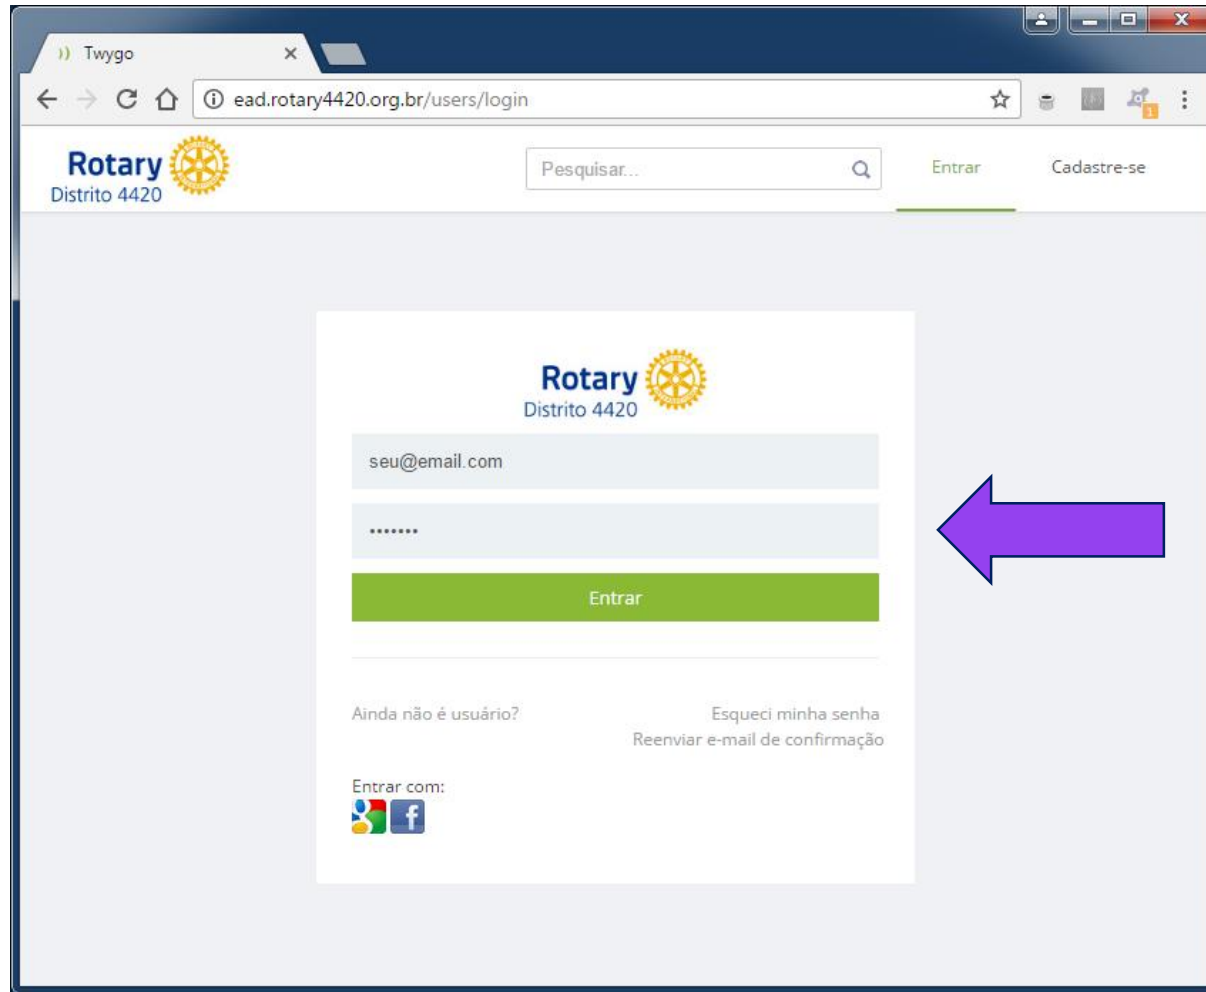 Twygo
ead.rotary4420.org.br/users/login
1
Rotary
Distrito 4420
Pesquisar...
Entrar
Cadastre-se
Rotary
Distrito 4420
seu@email.com
•••••••
Entrar
Ainda não é usuário?
Esqueci minha senha
Reenviar e-mail de confirmação
Entrar com: